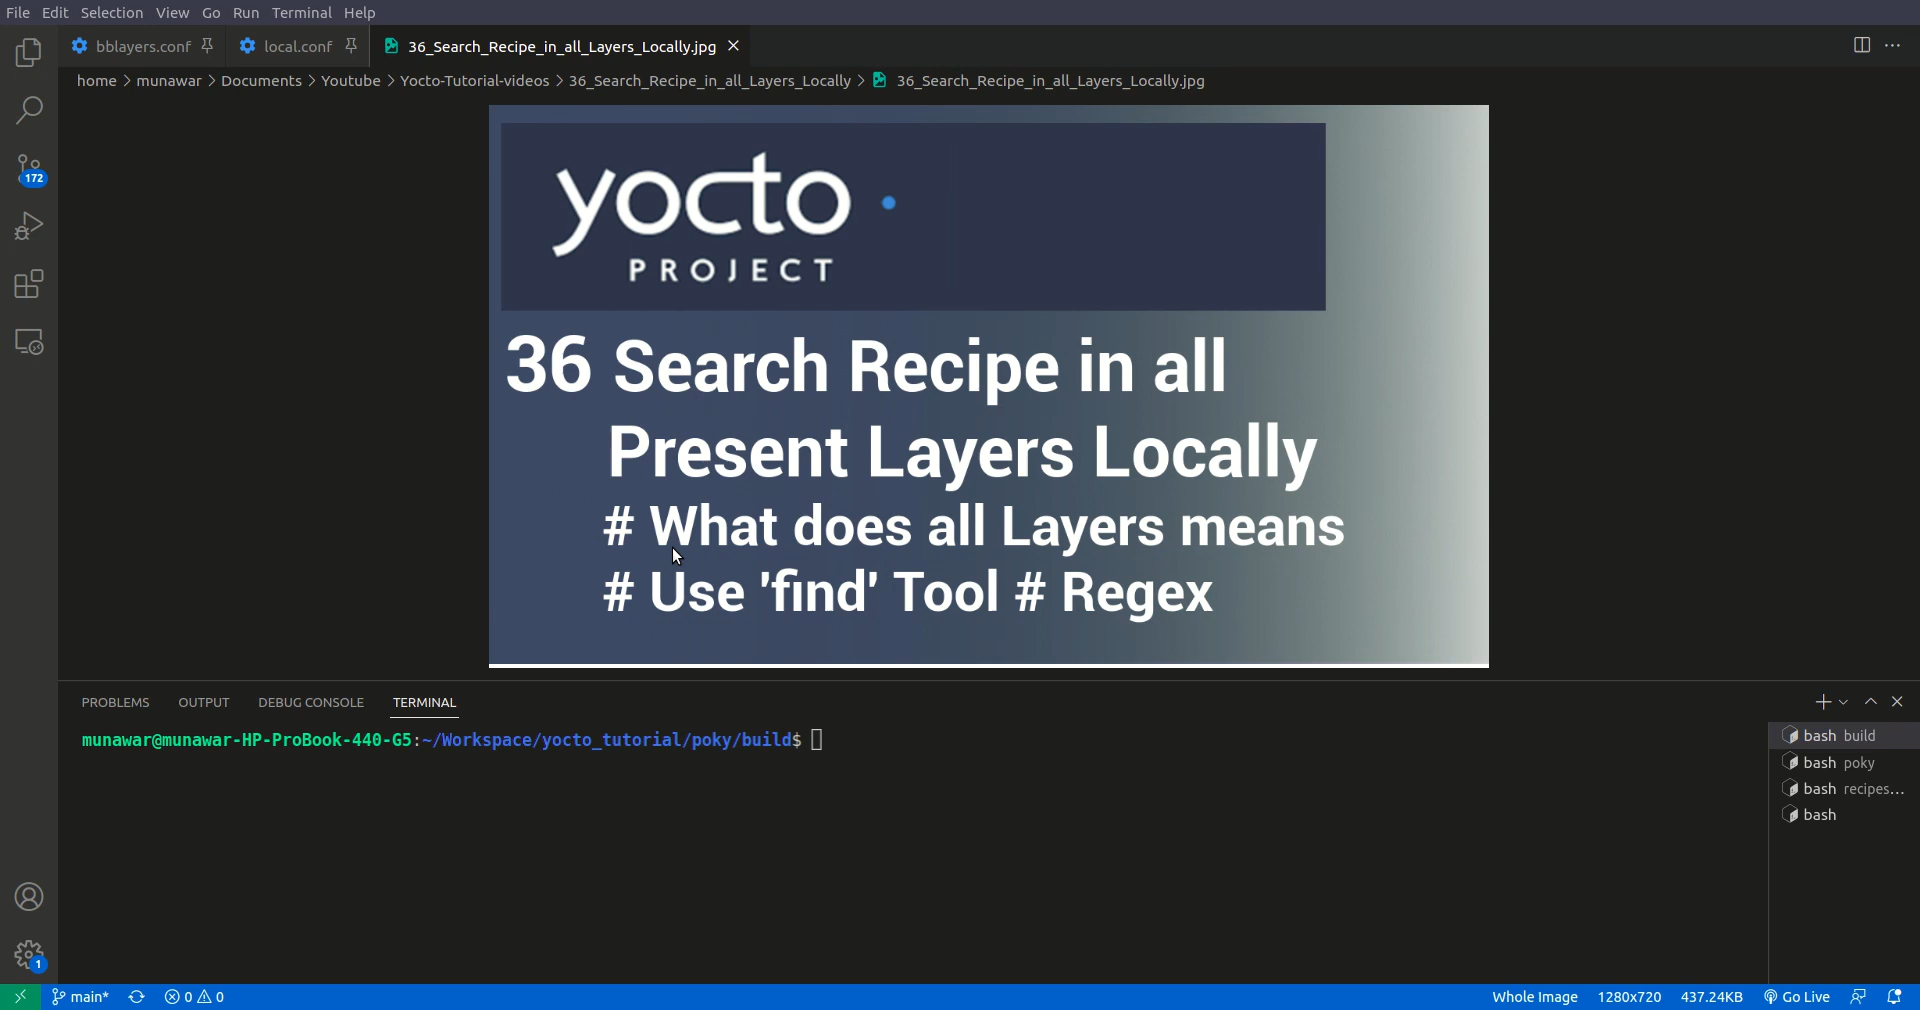 File Edit Selection View Go Run Terminal Help
bblayers.conf local.conf 36_Search_Recipe_in_all_Layers_Locally.jpg
home > munawar > Documents > Youtube > Yocto-Tutorial-videos > 36_Search_Recipe_in_all_Layers_Locally > 36_Search_Recipe_in_all_Layers_Locally.jpg
172
yocto
PROJECT
36 Search Recipe in all
Present Layers Locally
# What does all Layers means
# Use 'find' Tool # Regex
PROBLEMS OUTPUT DEBUG CONSOLE TERMINAL
munawar@munawar-HP-ProBook-440-G5:~/Workspace/yocto_tutorial/poky/build$
bash build
bash poky
bash recipes...
bash
1
main* 0 0 Whole Image 1280x720 437.24KB Go Live